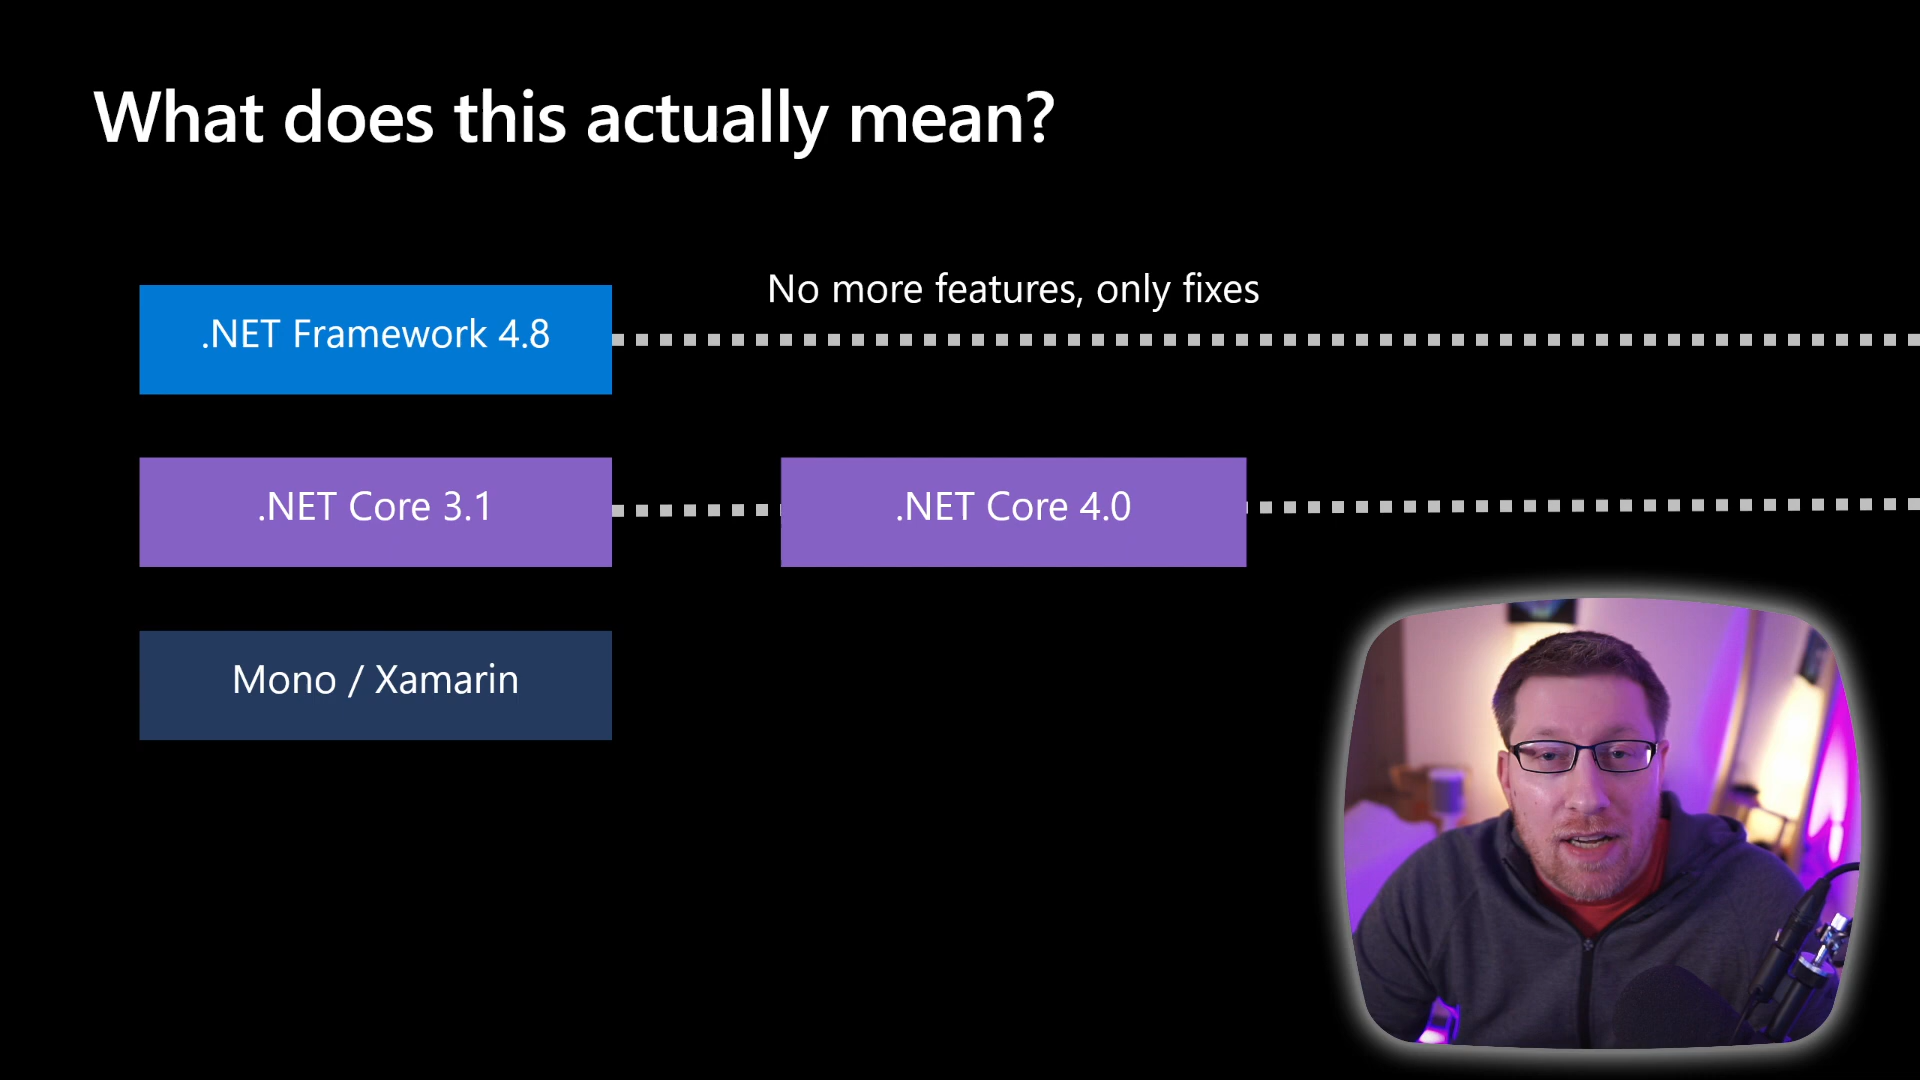 What does this actually mean?
No more features, only fixes
.NET Framework 4.8
.NET Core 3.1
.NET Core 4.0
Mono / Xamarin